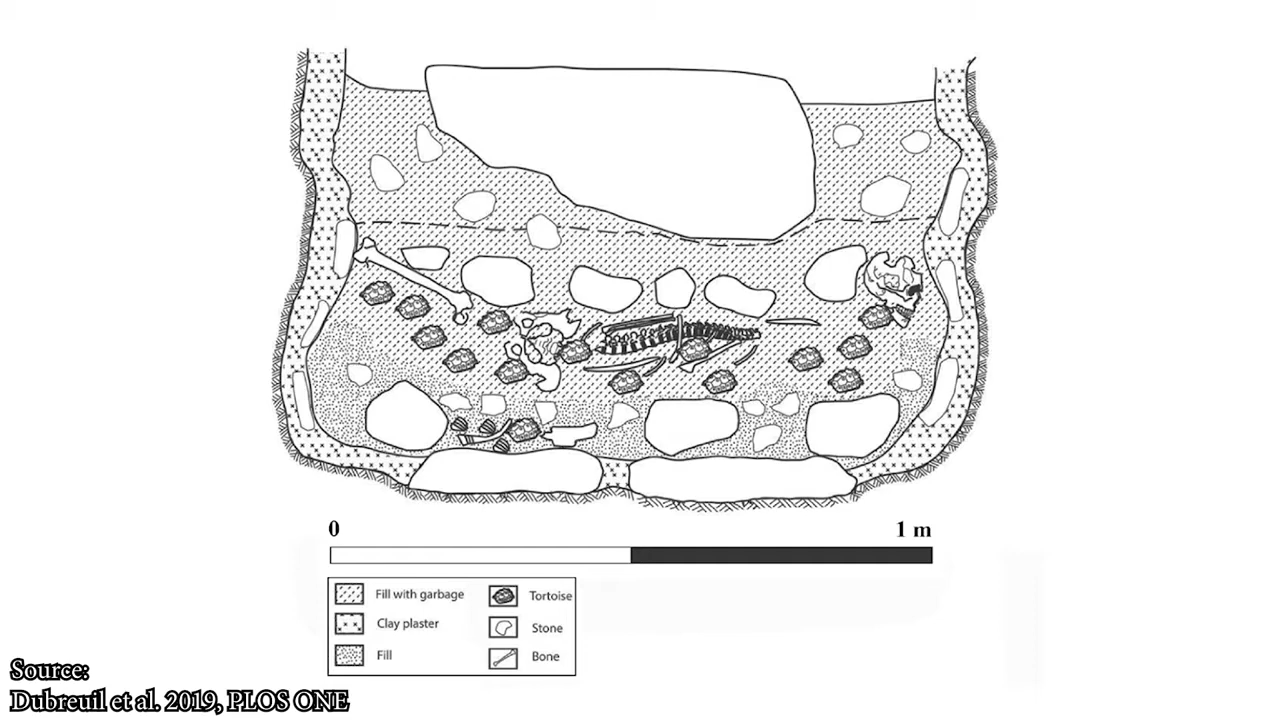 0 1 m
Fill with garbage Tortoise
Clay plaster Stone
Fill Bone
Source:
Dubreuil et al. 2019, PLOS ONE